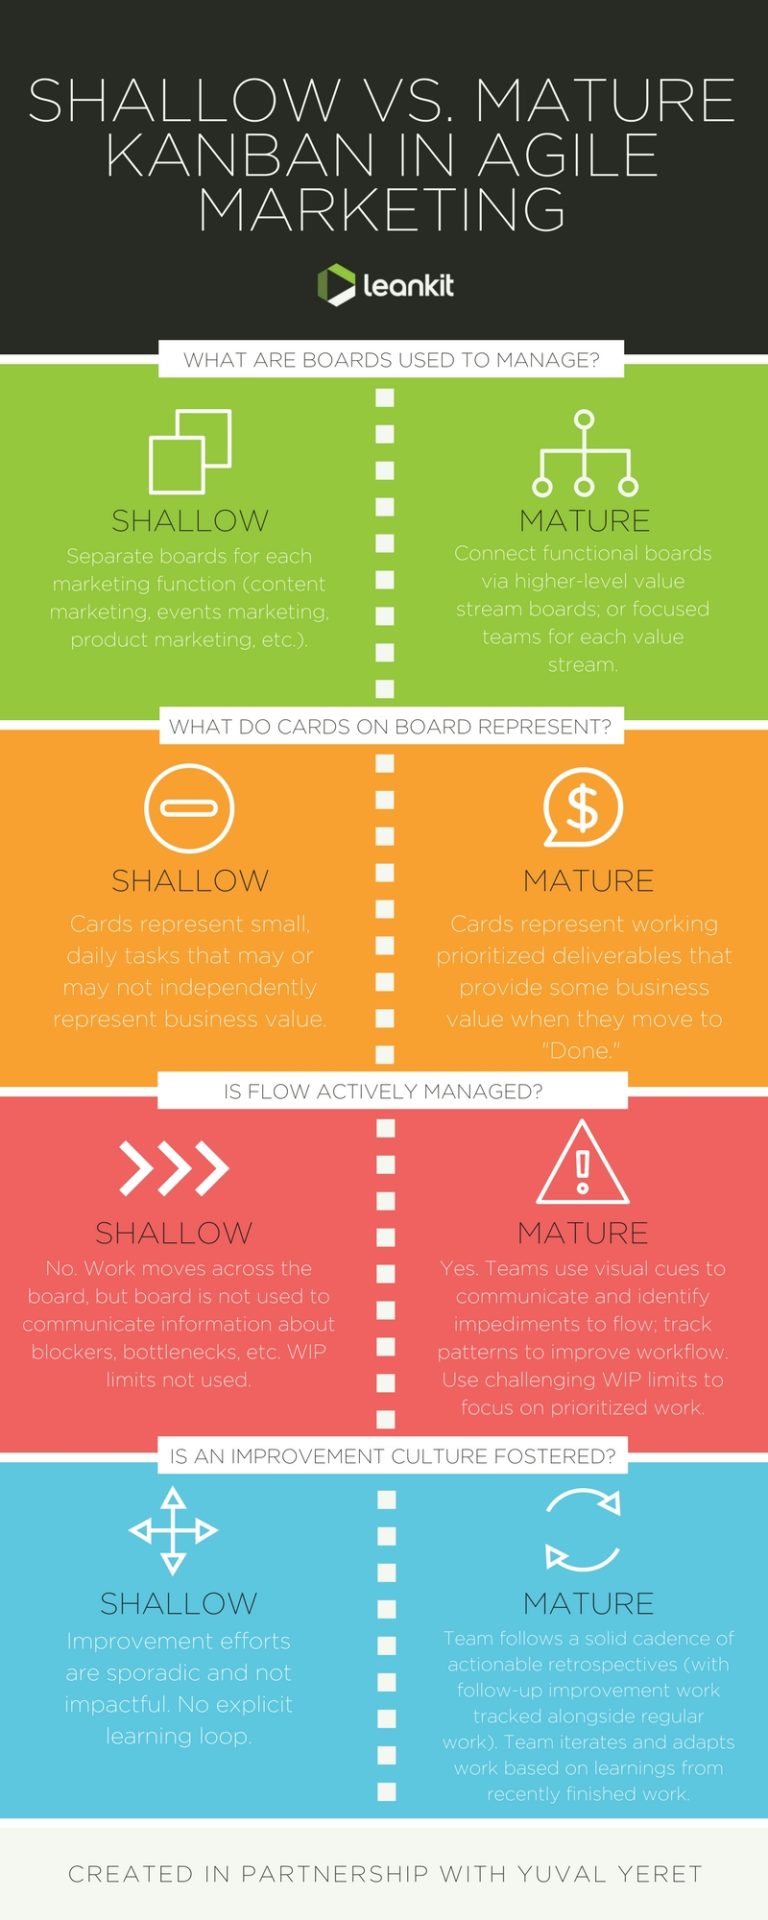 SHALLOW VS. MATURE
KANBAN IN AGILE
MARKETING
leankit
WHAT ARE BOARDS USED TO MANAGE?
SHALLOW
Separate boards for each
marketing function (content
marketing, events marketing,
product marketing, etc.).
MATURE
Connect functional boards
via higher-level value
stream boards; or focused
teams for each value
stream.
WHAT DO CARDS ON BOARD REPRESENT?
SHALLOW
Cards represent small,
daily tasks that may or
may not independently
represent business value.
MATURE
Cards represent working
prioritized deliverables that
provide some business
value when they move to
"Done."
IS FLOW ACTIVELY MANAGED?
SHALLOW
No. Work moves across the
board, but board is not used to
communicate information about
blockers, bottlenecks, etc. WIP
limits not used.
MATURE
Yes. Teams use visual cues to
communicate and identify
impediments to flow; track
patterns to improve workflow.
Use challenging WIP limits to
focus on prioritized work.
IS AN IMPROVEMENT CULTURE FOSTERED?
SHALLOW
Improvement efforts
are sporadic and not
impactful. No explicit
learning loop.
MATURE
Team follows a solid cadence of
actionable retrospectives (with
follow-up improvement work
tracked alongside regular
work). Team iterates and adapts
work based on learnings from
recently finished work.
CREATED IN PARTNERSHIP WITH YUVAL YERET